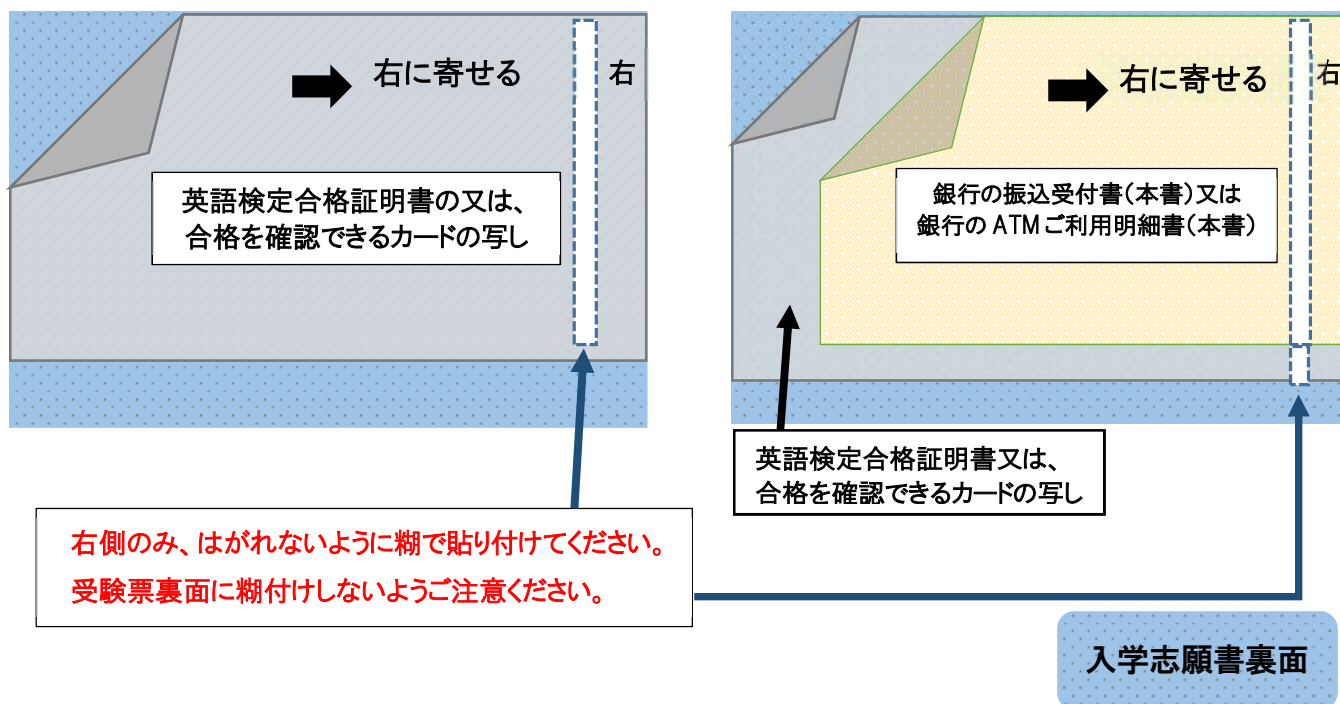 右に寄せる
右
英語検定合格証明書の又は、
合格を確認できるカードの写し
右に寄せる
右
銀行の振込受付書(本書)又は
銀行の ATM ご利用明細書(本書)
英語検定合格証明書又は、
合格を確認できるカードの写し
右側のみ、はがれないように糊で貼り付けてください。
受験票裏面に糊付けしないようご注意ください。
入学志願書裏面